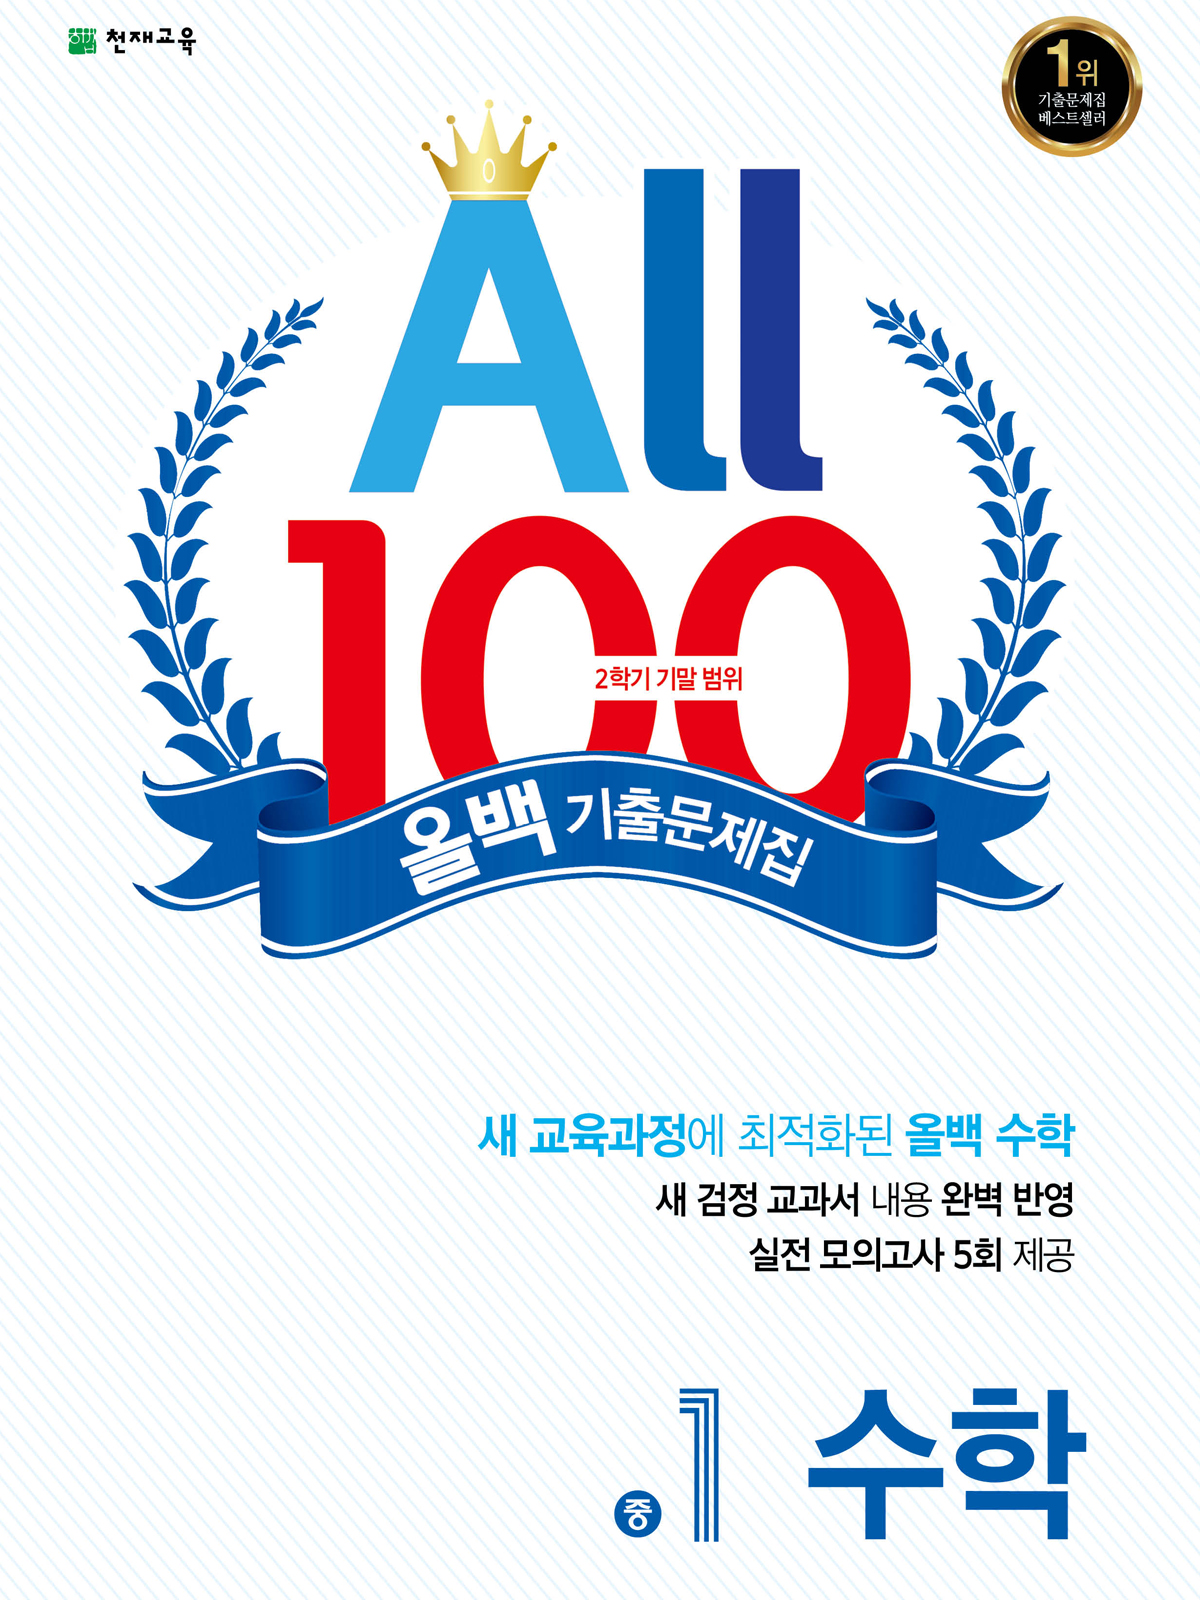 천재교육
1위
기출문제집
베스트셀러
All
100
2학기 기말 범위
올백 기출문제집
새 교육과정에 최적화된 올백 수학
새 검정 교과서 내용 완벽 반영
실전 모의고사 5회 제공
중 1 수학